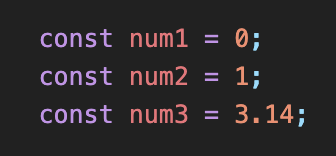 const num1 = 0;
const num2 = 1;
const num3 = 3.14;